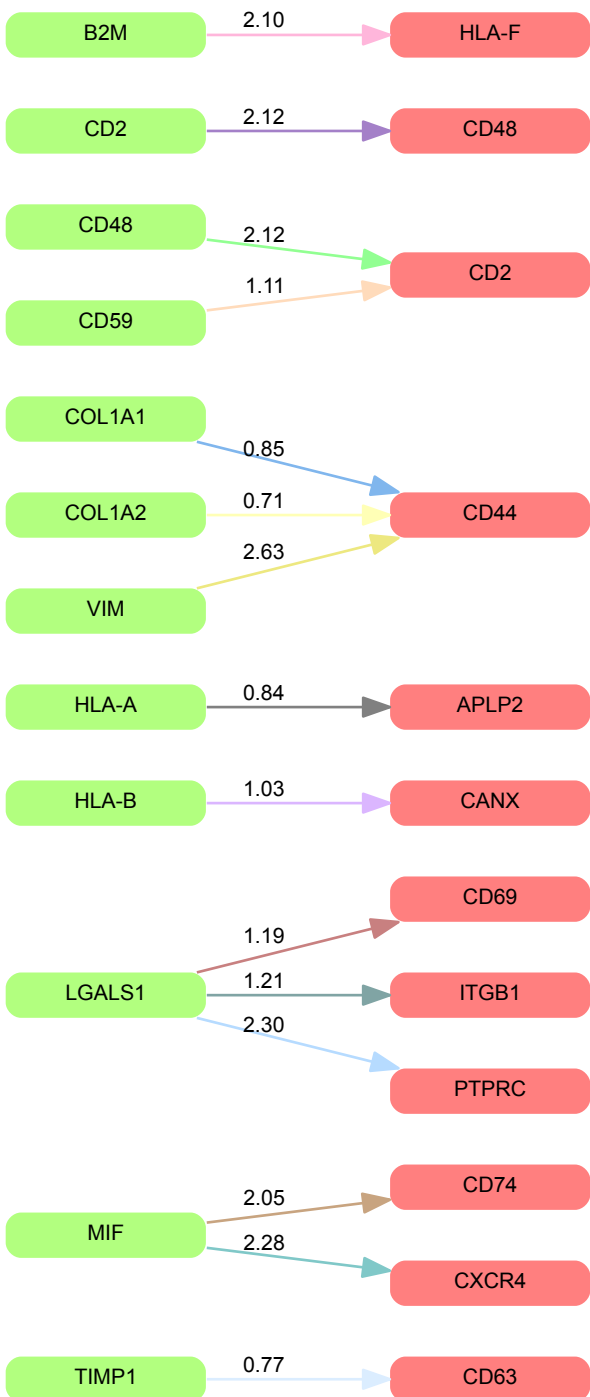 B2M 2.10 HLA-F
CD2 2.12 CD48
CD48 2.12
CD2
CD59 1.11
COL1A1
0.85
COL1A2 0.71 CD44
2.63
VIM
HLA-A 0.84 APLP2
HLA-B 1.03 CANX
CD69
1.19
LGALS1 1.21 ITGB1
2.30
PTPRC
CD74
2.05
MIF
2.28
CXCR4
TIMP1 0.77 CD63